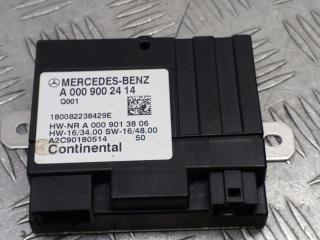 MERCEDES-BENZ
A 000 900 24 14
Q001
180082238429E
HW-NR A 000 901 38 06
HW-16/34.00 SW-16/48.00
A2C90180514 50
Continental